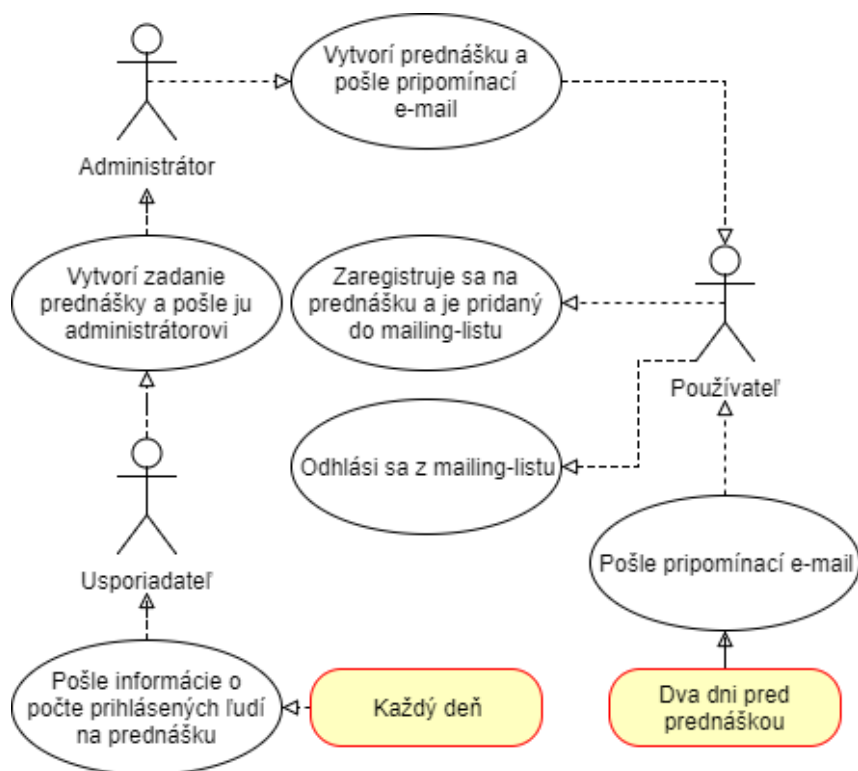 Vytvorí prednášku a
pošle pripomínací
e-mail
Administrátor
Vytvorí zadanie
prednášky a pošle ju
administrátorovi
Zaregistruje sa na
prednášku a je pridaný
do mailing-listu
Používateľ
Odhlási sa z mailing-listu
Usporiadateľ
Pošle pripomínací e-mail
Pošle informácie o
počte prihlásených ľudí
na prednášku
Každý deň
Dva dni pred
prednáškou